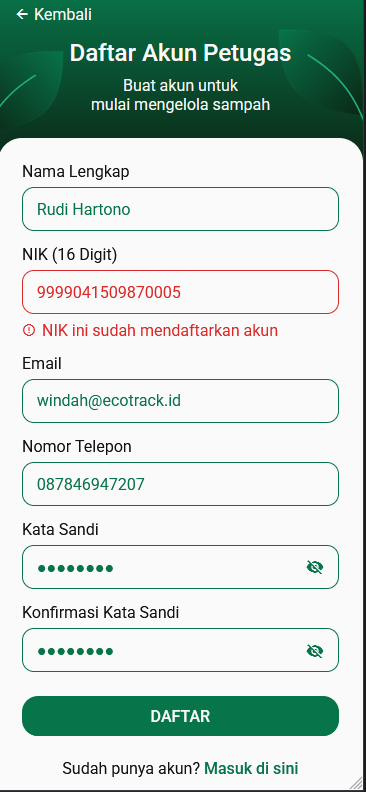 ← Kembali
Daftar Akun Petugas
Buat akun untuk
mulai mengelola sampah
Nama Lengkap
Rudi Hartono
NIK (16 Digit)
9999041509870005
NIK ini sudah mendaftarkan akun
Email
windah@ecotrack.id
Nomor Telepon
087846947207
Kata Sandi
●●●●●●●●
Konfirmasi Kata Sandi
●●●●●●●●
DAFTAR
Sudah punya akun? Masuk di sini